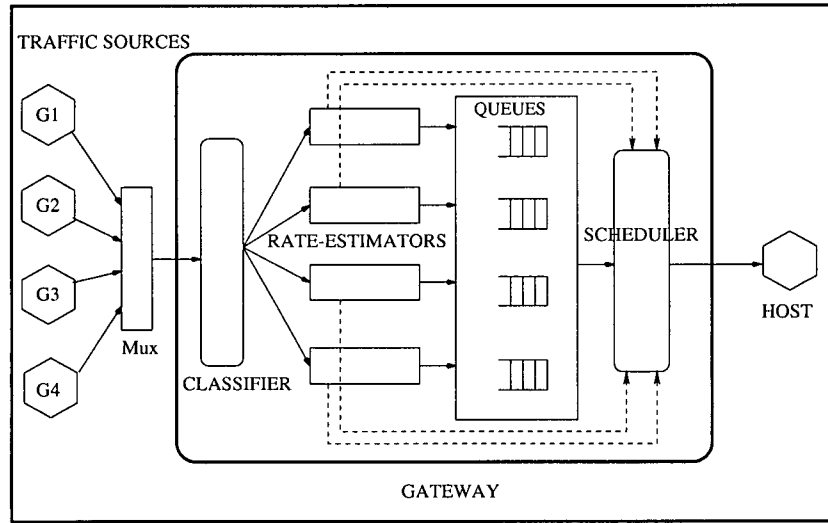 TRAFFIC SOURCES
G1
G2
G3
G4
Mux
CLASSIFIER
RATE-ESTIMATORS
QUEUES
SCHEDULER
HOST
GATEWAY